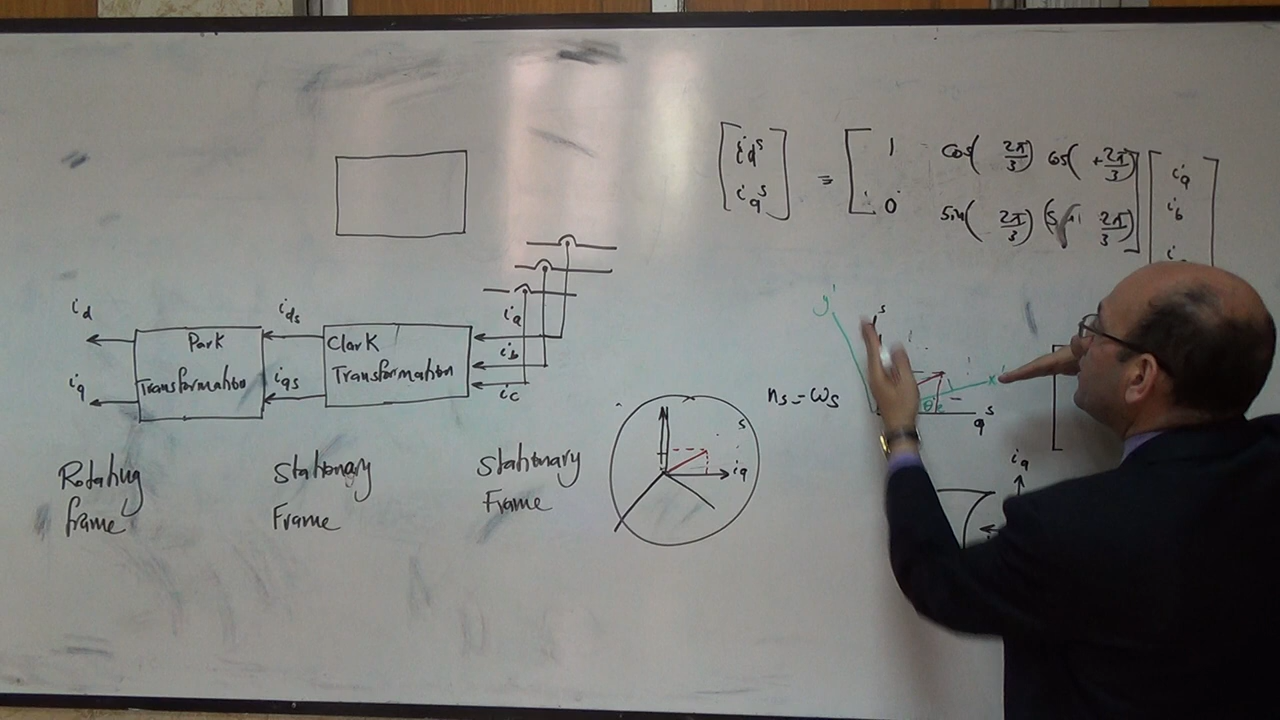 [ i_d^s
i_q^s ] = [ 1 cos( 2π/3 ) cos( +2π/3 )
0 sin( 2π/3 ) ( 2π/3 ) ] [ i_a
i_b ]
i_d
i_q
Park
Transformation
i_ds
i_qs
Clark
Transformation
i_a
i_b
i_c
Rotating
frame
Stationary
Frame
Stationary
Frame
s
i_q
n_s = ω_s
y'
s
x'
θ
q^s
i_q